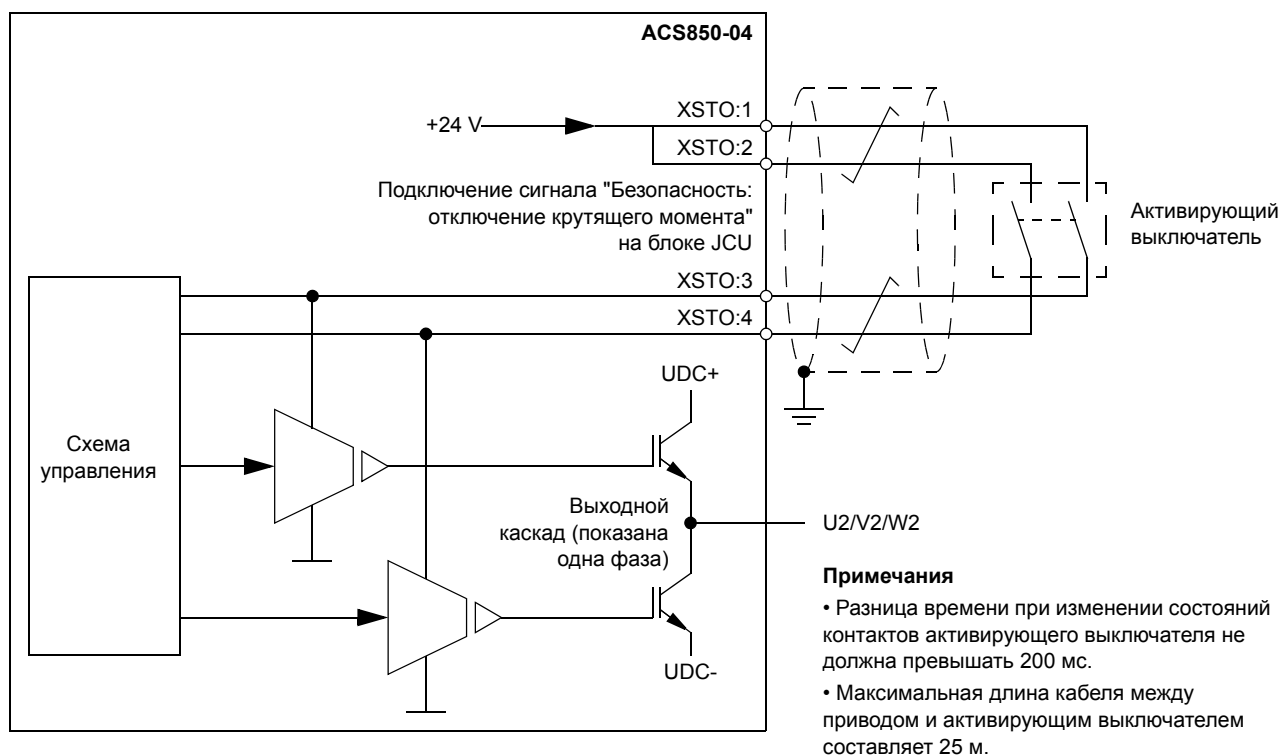 ACS850-04
XSTO:1
+24 V
XSTO:2
Подключение сигнала "Безопасность:
отключение крутящего момента"
на блоке JCU
Активирующий
выключатель
XSTO:3
XSTO:4
UDC+
Схема
управления
Выходной
каскад (показана
одна фаза)
U2/V2/W2
UDC-
Примечания
• Разница времени при изменении состояний
контактов активирующего выключателя не
должна превышать 200 мс.
• Максимальная длина кабеля между
приводом и активирующим выключателем
составляет 25 м.